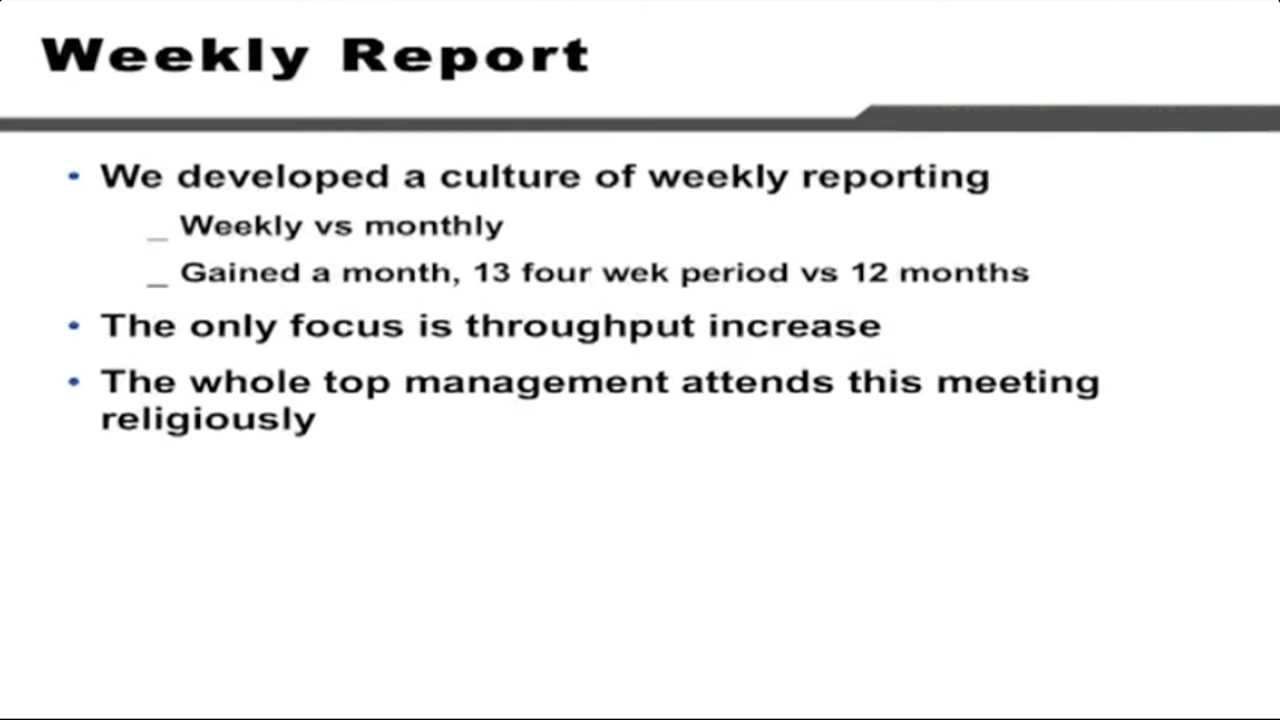 Weekly Report
• We developed a culture of weekly reporting
_ Weekly vs monthly
_ Gained a month, 13 four wek period vs 12 months
• The only focus is throughput increase
• The whole top management attends this meeting
religiously